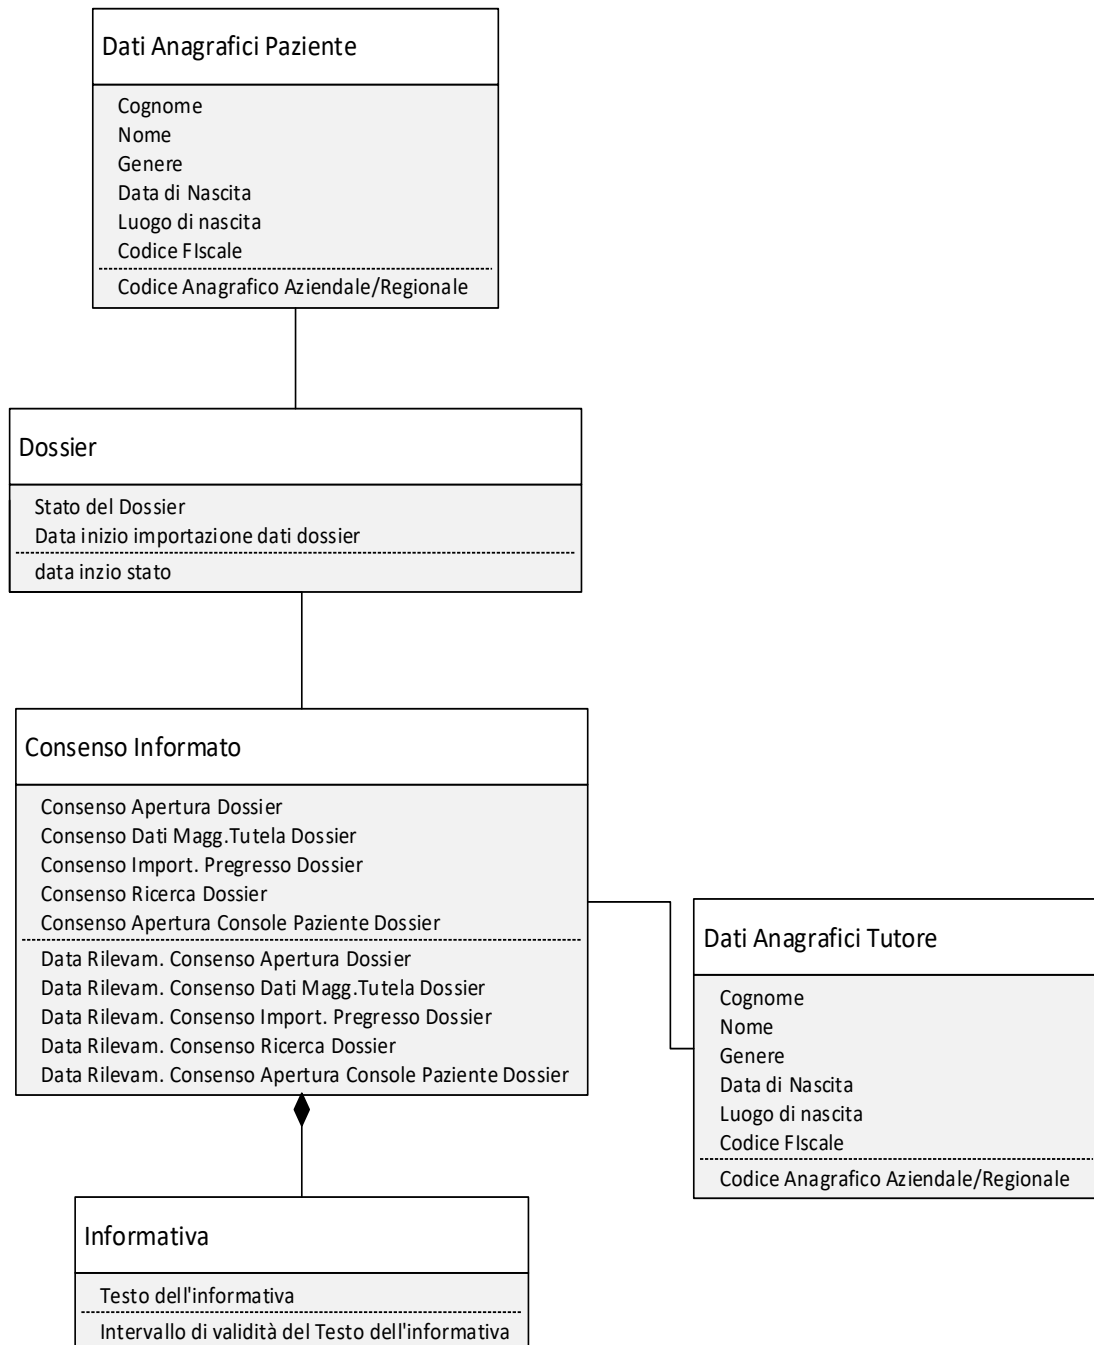 Dati Anagrafici Paziente
Cognome
Nome
Genere
Data di Nascita
Luogo di nascita
Codice FIscale
Codice Anagrafico Aziendale/Regionale
Dossier
Stato del Dossier
Data inizio importazione dati dossier
data inzio stato
Consenso Informato
Consenso Apertura Dossier
Consenso Dati Magg.Tutela Dossier
Consenso Import. Pregresso Dossier
Consenso Ricerca Dossier
Consenso Apertura Console Paziente Dossier
Data Rilevam. Consenso Apertura Dossier
Data Rilevam. Consenso Dati Magg.Tutela Dossier
Data Rilevam. Consenso Import. Pregresso Dossier
Data Rilevam. Consenso Ricerca Dossier
Data Rilevam. Consenso Apertura Console Paziente Dossier
Dati Anagrafici Tutore
Cognome
Nome
Genere
Data di Nascita
Luogo di nascita
Codice FIscale
Codice Anagrafico Aziendale/Regionale
Informativa
Testo dell'informativa
Intervallo di validità del Testo dell'informativa